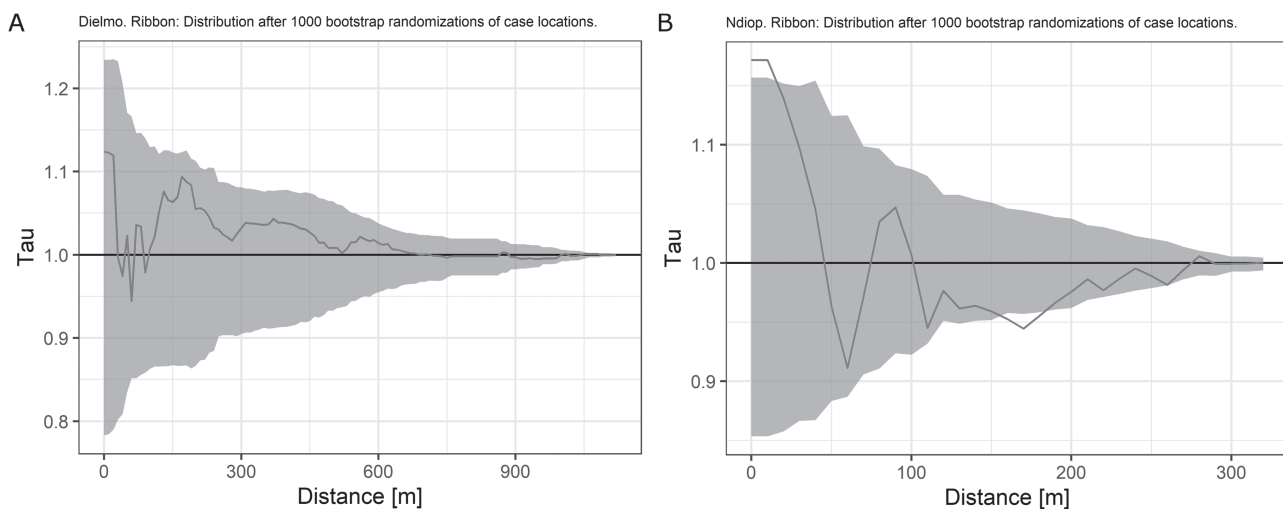 A
Dielmo. Ribbon: Distribution after 1000 bootstrap randomizations of case locations.
1.2
1.1
1.0
0.9
0.8
Tau
0
300
600
900
Distance [m]
B
Ndiop. Ribbon: Distribution after 1000 bootstrap randomizations of case locations.
1.1
1.0
0.9
Tau
0
100
200
300
Distance [m]